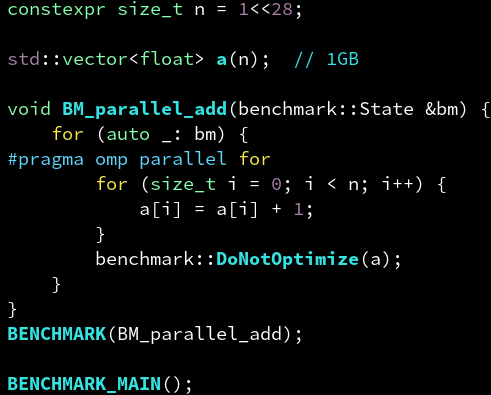 constexpr size_t n = 1<<28;

std::vector<float> a(n);  // 1GB

void BM_parallel_add(benchmark::State &bm) {
    for (auto _: bm) {
#pragma omp parallel for
        for (size_t i = 0; i < n; i++) {
            a[i] = a[i] + 1;
        }
        benchmark::DoNotOptimize(a);
    }
}
BENCHMARK(BM_parallel_add);

BENCHMARK_MAIN();